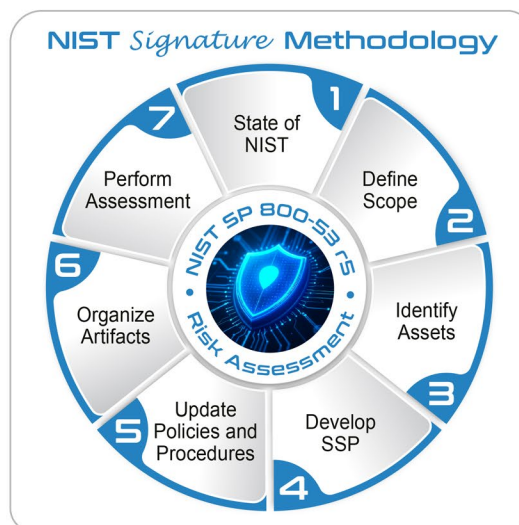 NIST Signature Methodology
1
State of
NIST
Define
Scope
2
Identify
Assets
3
Develop
SSP
4
Update
Policies and
Procedures
5
Organize
Artifacts
6
Perform
Assessment
7
NIST SP 800-53 r5
Risk Assessment